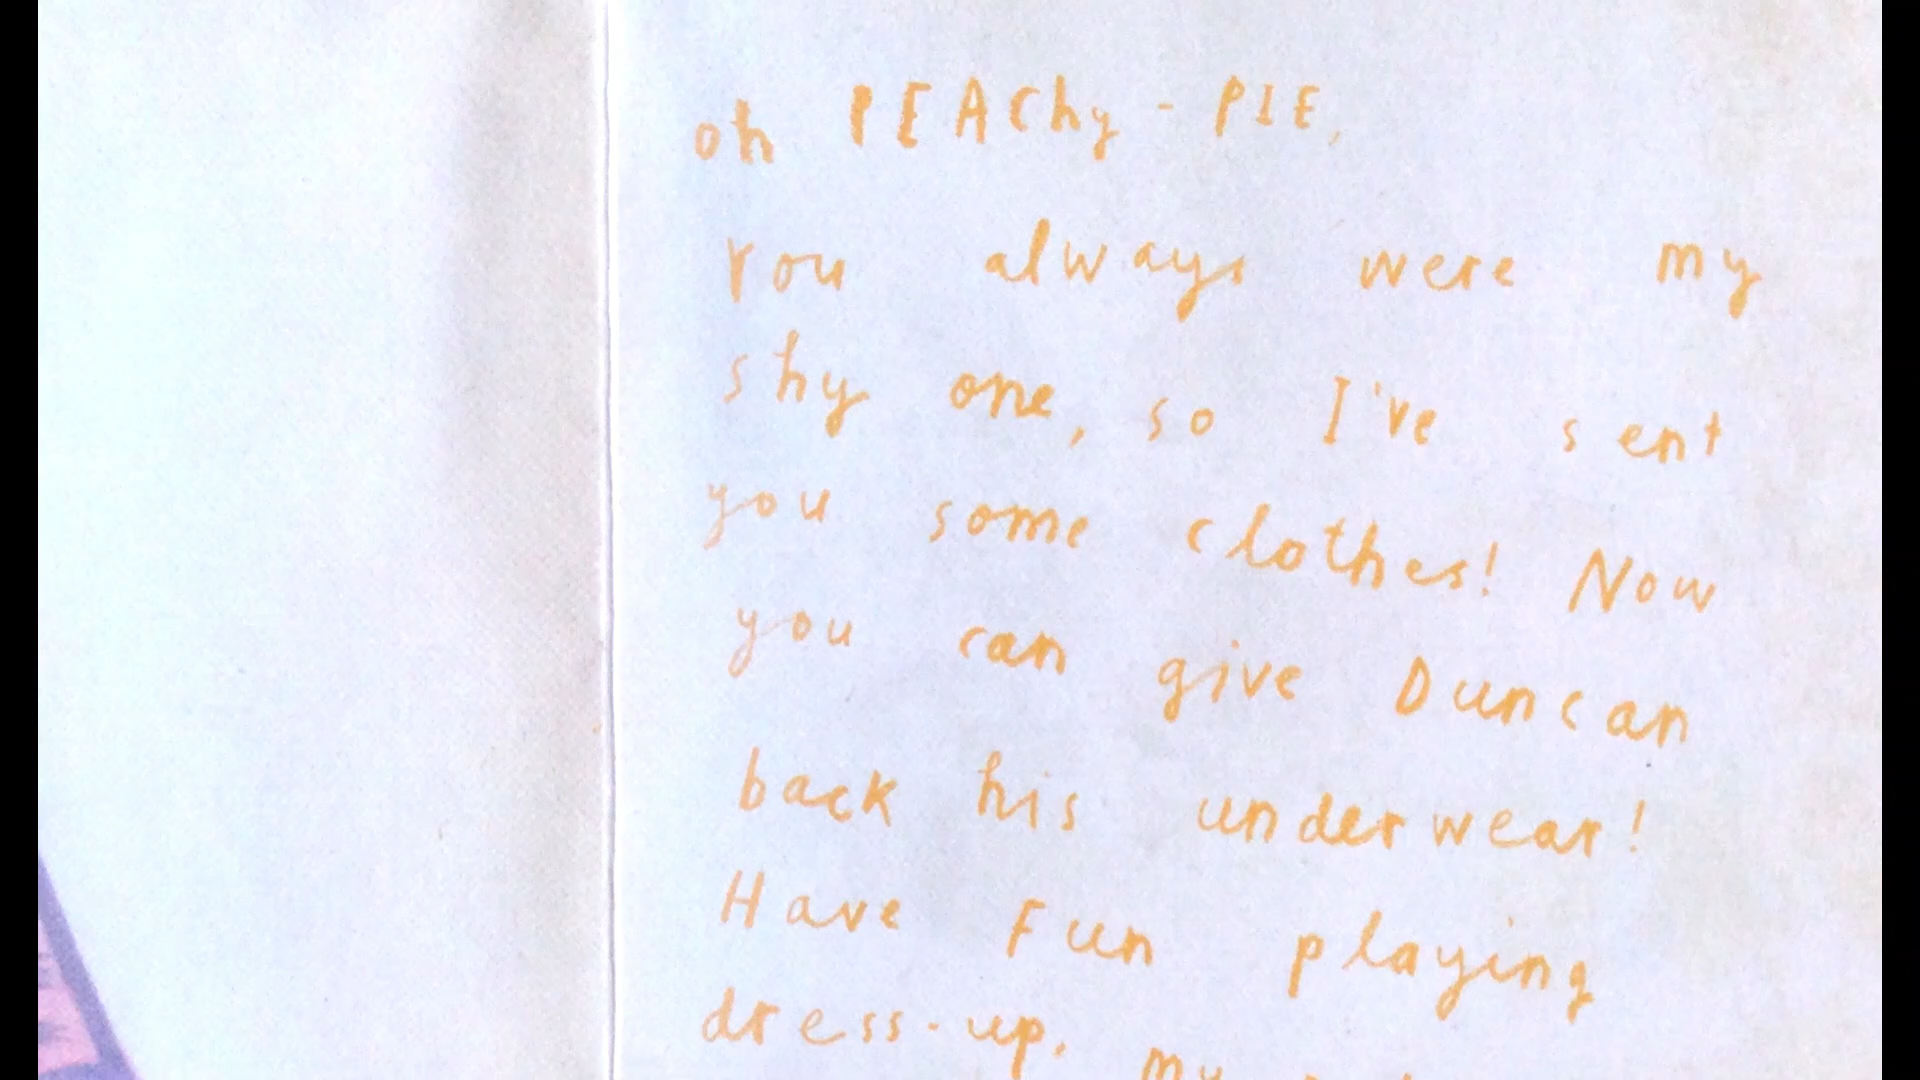 oh PEAChy-PIE,
You always were my
shy one, so I've sent
you some clothes! Now
you can give Duncan
back his underwear!
Have Fun playing
dress-up. my